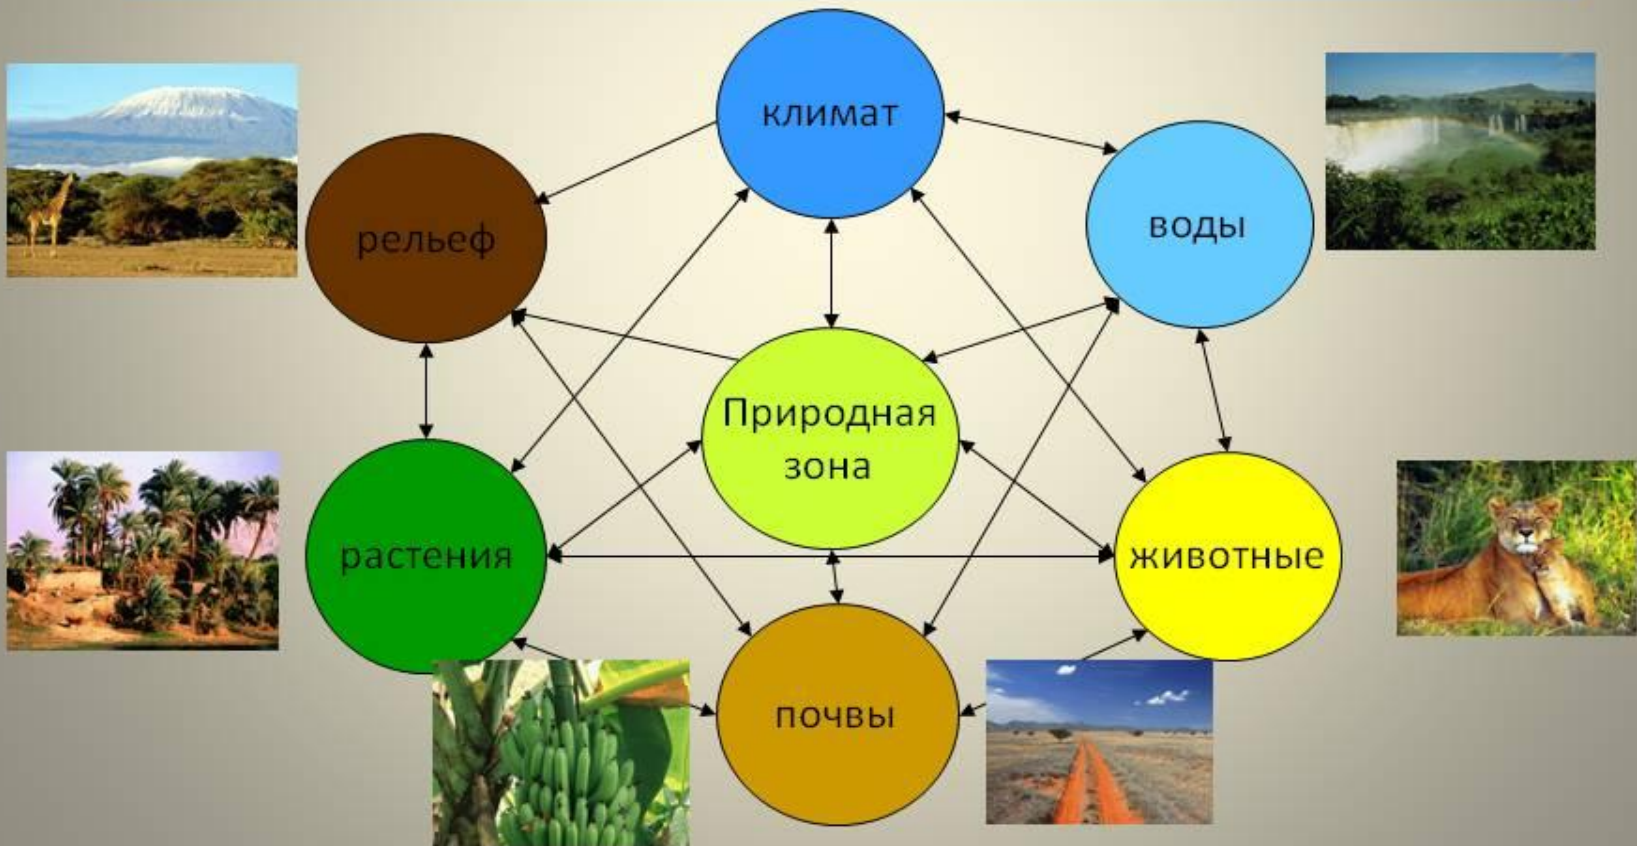 климат
рельеф
воды
Природная
зона
растения
животные
почвы